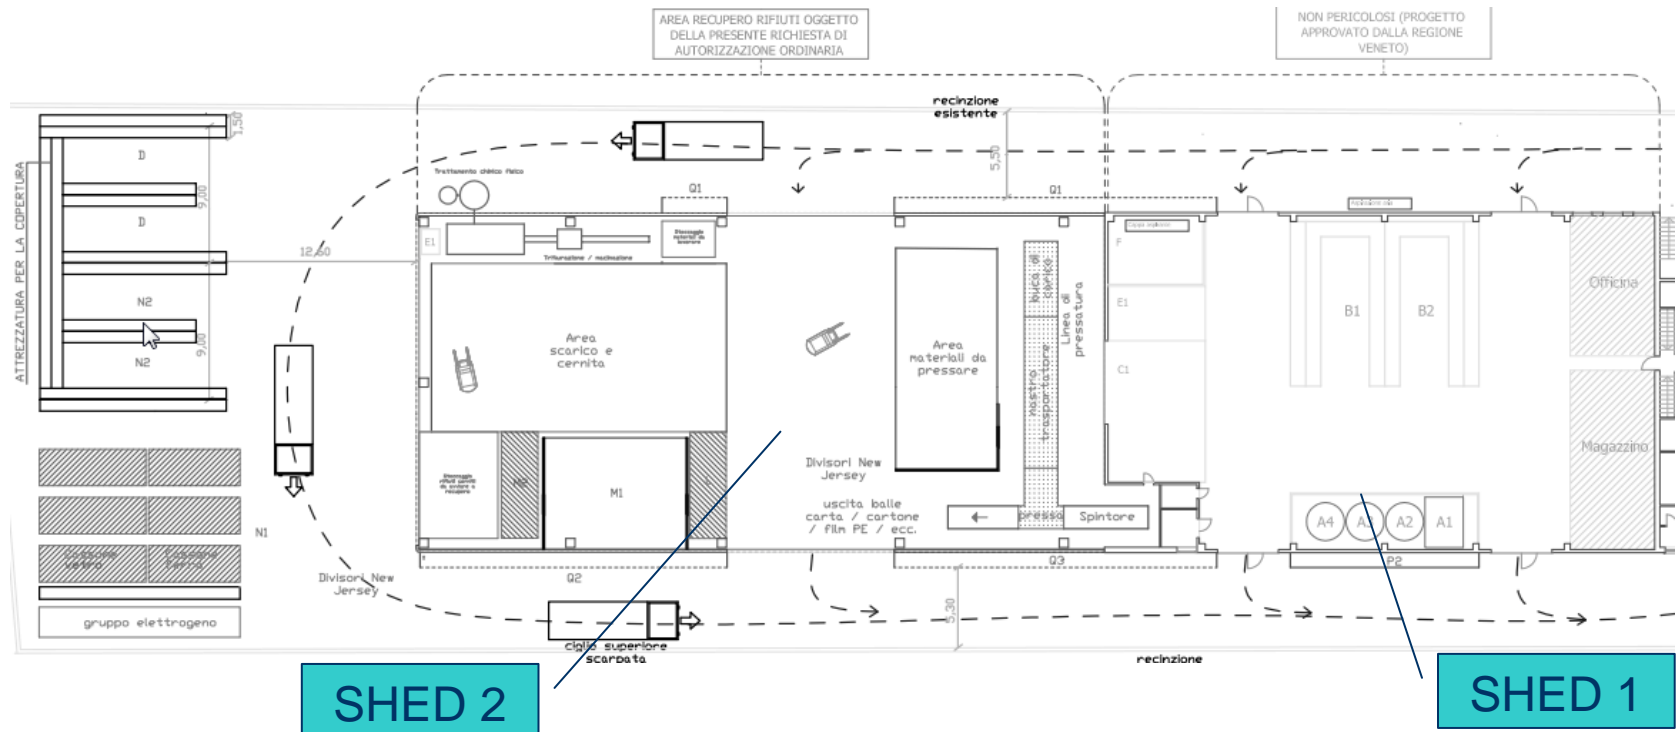 AREA RECUPERO RIFIUTI OGGETTO
DELLA PRESENTE RICHIESTA DI
AUTORIZZAZIONE ORDINARIA
NON PERICOLOSI (PROGETTO
APPROVATO DALLA REGIONE
VENETO)
recinzione
esistente
1,50
5,50
D
D
N2
N2
9,00
9,00
ATTREZZATURA PER LA COPERTURA
12,60
Trattamento chimico fisico
Q1
Q1
E1
Triturazione / macinazione
Stoccaggio
materiali da
Area
scarico e
cernita
Area
materiali da
pressare
buca di
carico
nastro
trasportatore
Linea di
pressatura
F
E1
C1
B1
B2
Officina
Magazzino
Stoccaggio
M2
M1
L
Divisori New
Jersey
uscita balle
carta / cartone
/ film PE / ecc.
pressa
Spintore
A4
A3
A2
A1
N1
Cassone
vetro
Cassone
ferro
Divisori New
Jersey
gruppo elettrogeno
Q2
Q3
P2
5,30
ciglio superiore
scarpata
recinzione
SHED 2
SHED 1